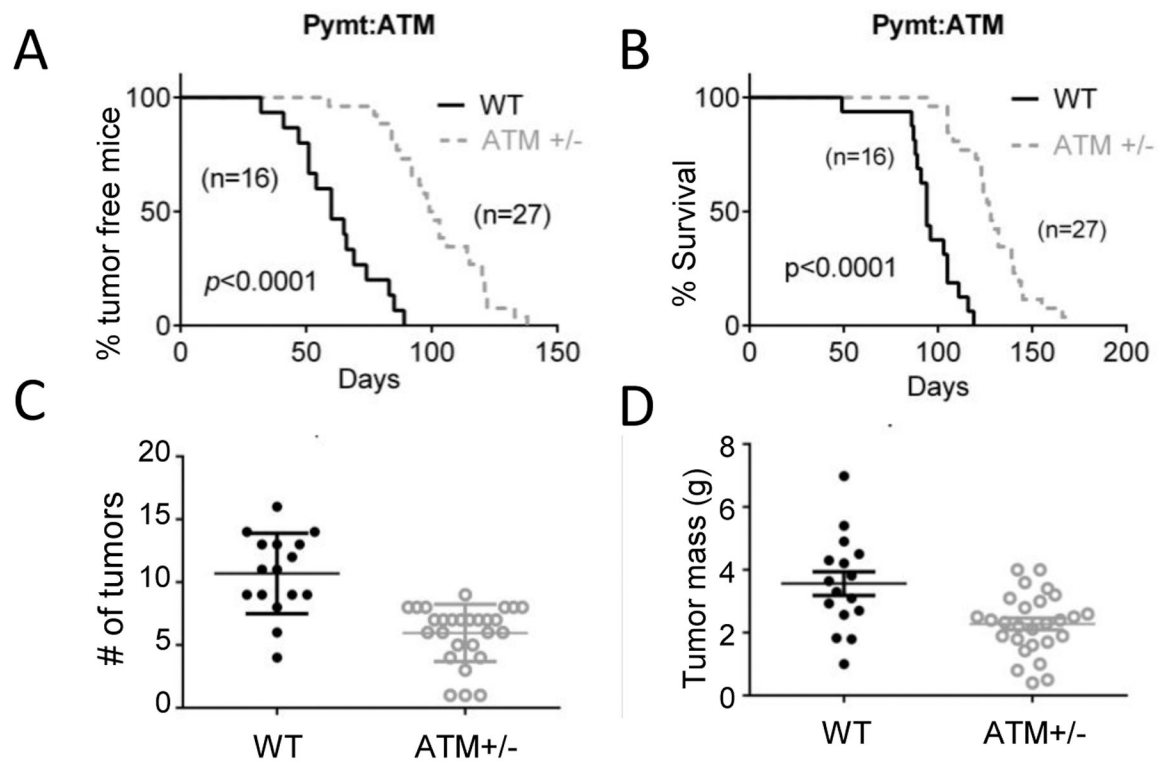 A
Pymt:ATM
% tumor free mice
100
50
0
WT
ATM +/-
(n=16)
(n=27)
p<0.0001
0 50 100 150
Days
B
Pymt:ATM
% Survival
100
50
0
WT
ATM +/-
(n=16)
(n=27)
p<0.0001
0 50 100 150 200
Days
C
# of tumors
20
15
10
5
0
WT ATM+/-
D
Tumor mass (g)
8
6
4
2
0
WT ATM+/-